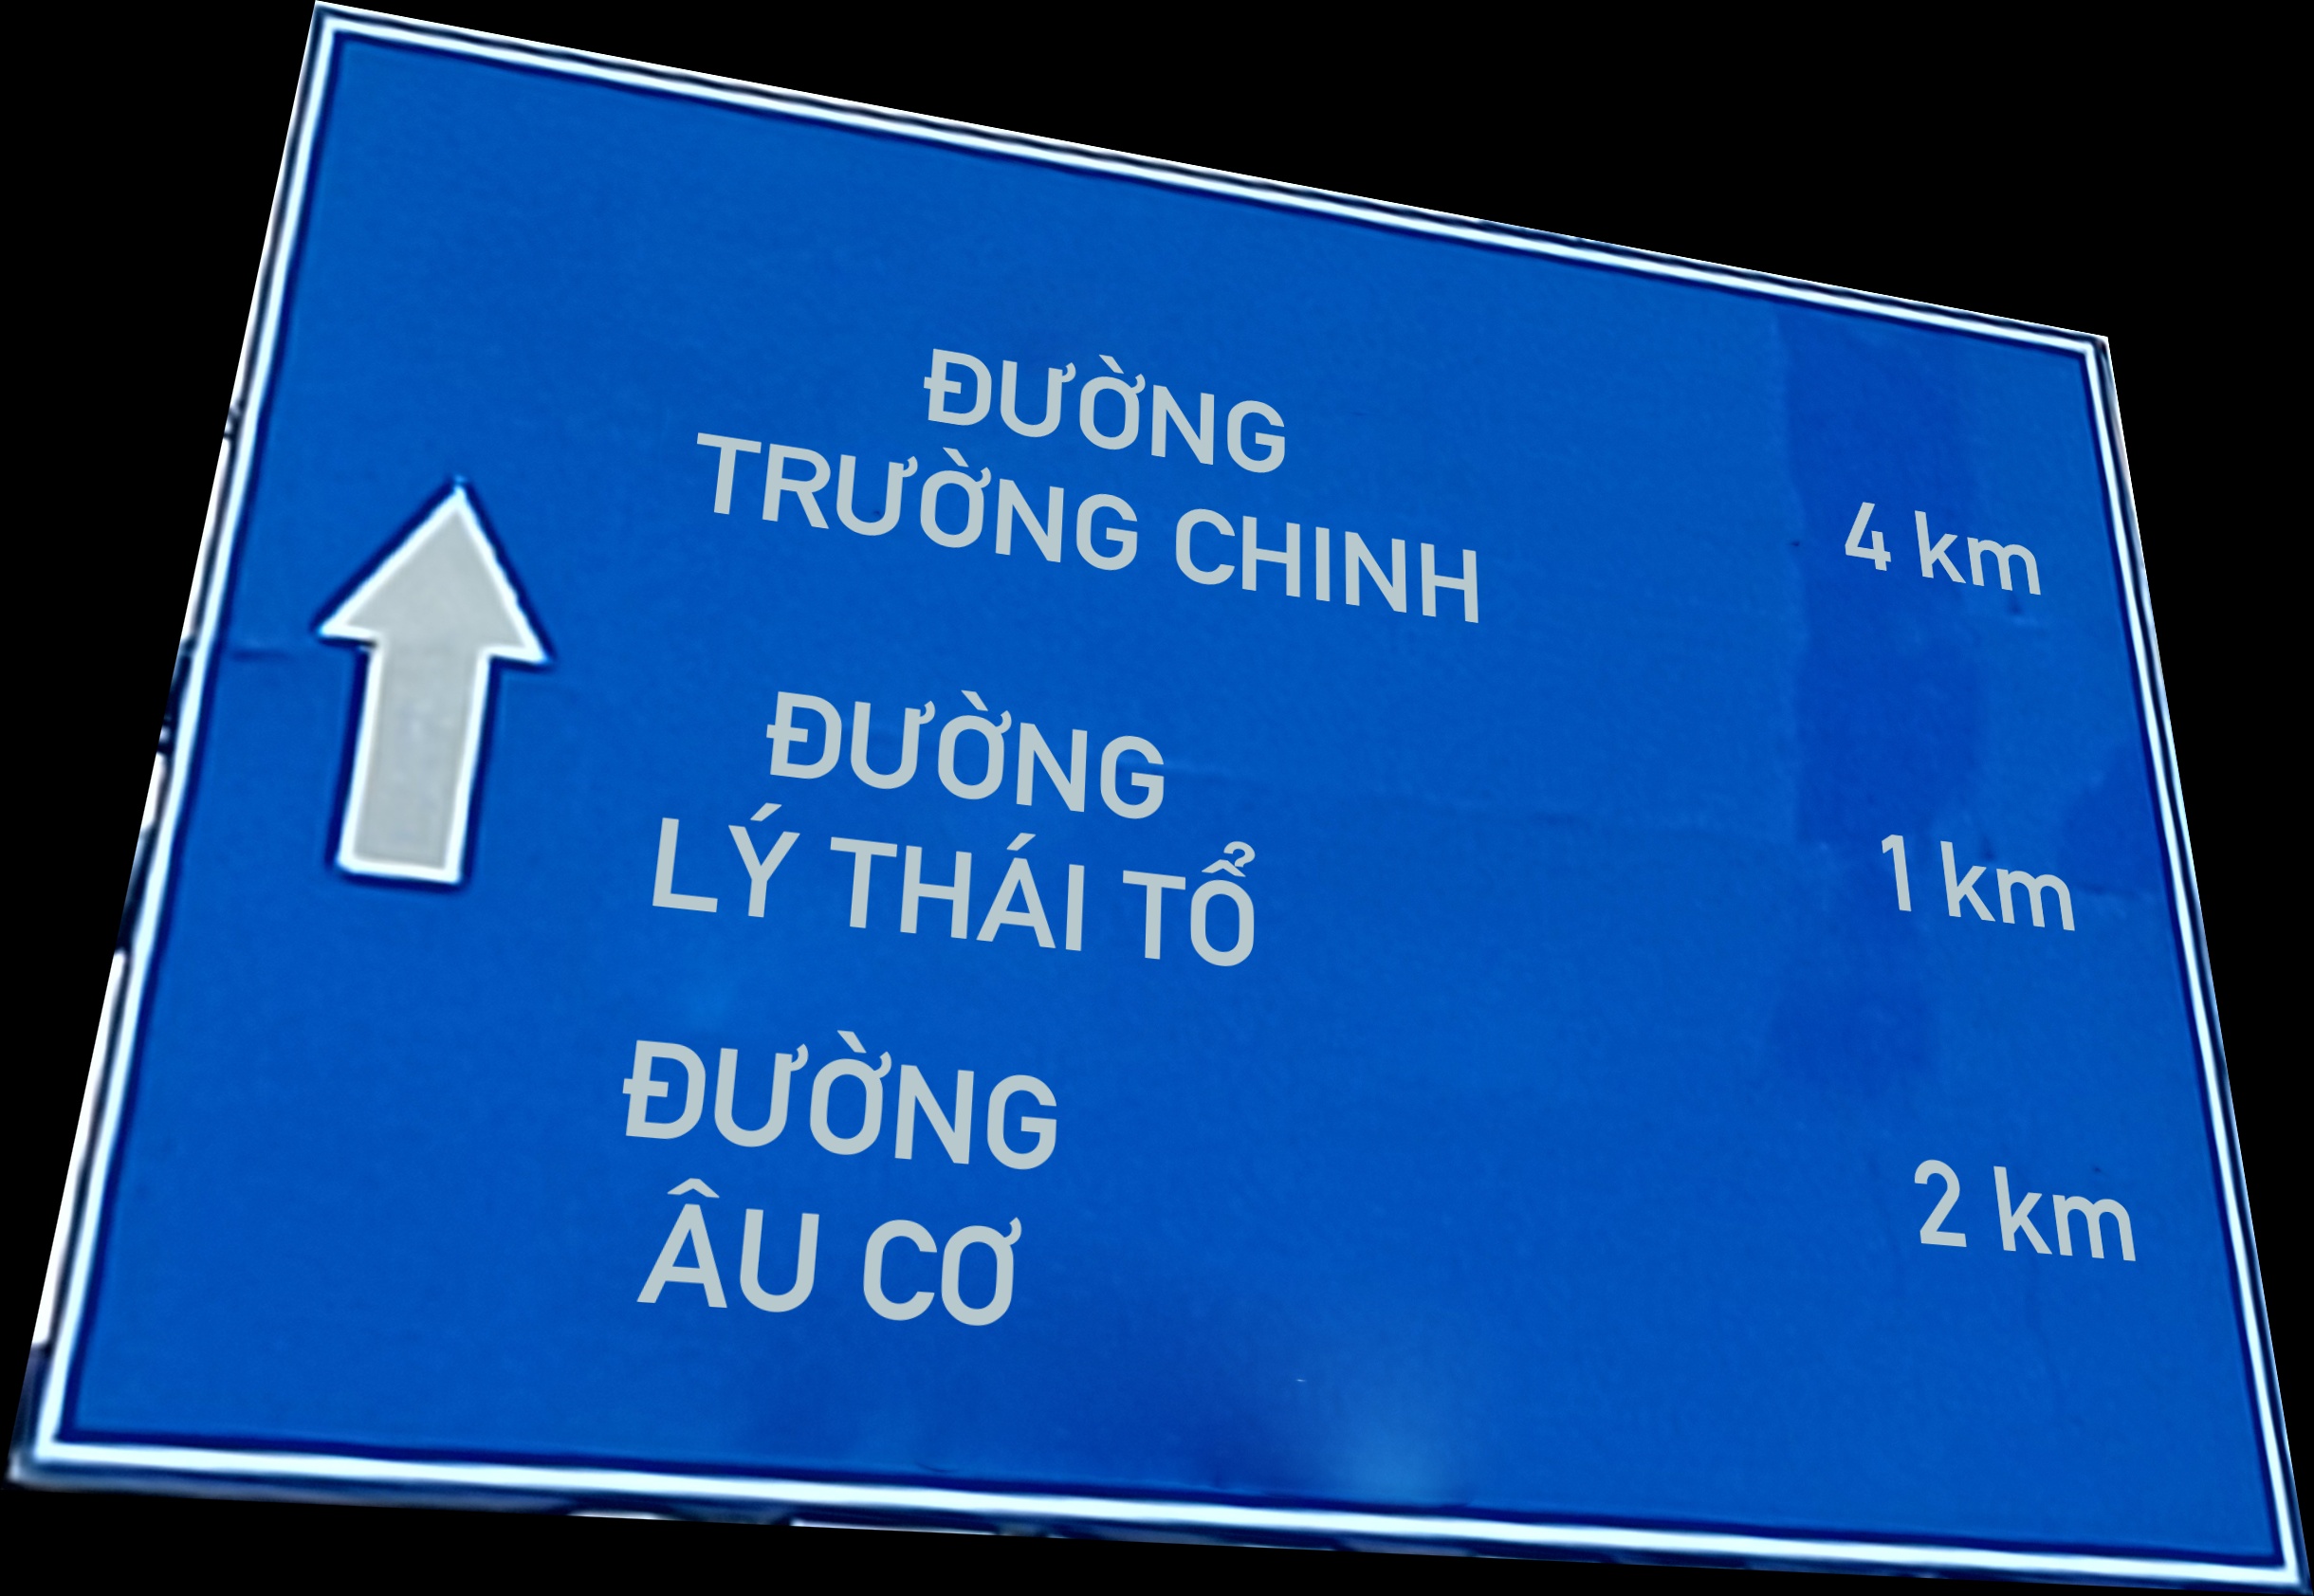 ĐƯỜNG
TRƯỜNG CHINH
4 km
ĐƯỜNG
LÝ THÁI TỔ
1 km
ĐƯỜNG
ÂU CƠ
2 km